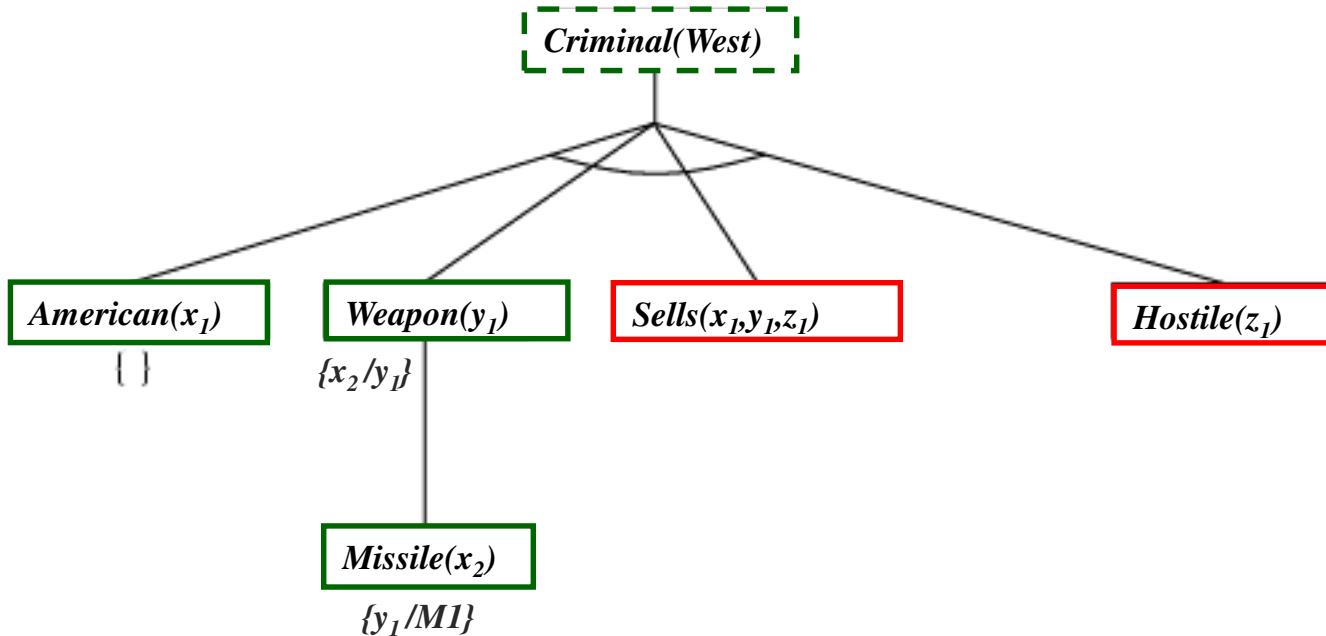 Criminal(West)
American(x₁)
Weapon(y₁)
Sells(x₁,y₁,z₁)
Hostile(z₁)
{ }
{x₂/y₁}
Missile(x₂)
{y₁/M1}